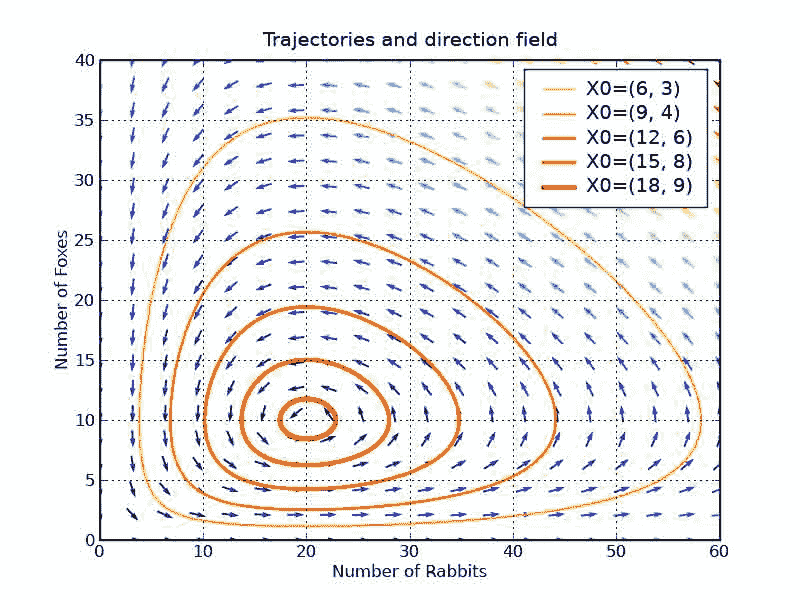 Trajectories and direction field
X0=(6, 3)
X0=(9, 4)
X0=(12, 6)
X0=(15, 8)
X0=(18, 9)
Number of Foxes
40
35
30
25
20
15
10
5
0
0 10 20 30 40 50 60
Number of Rabbits